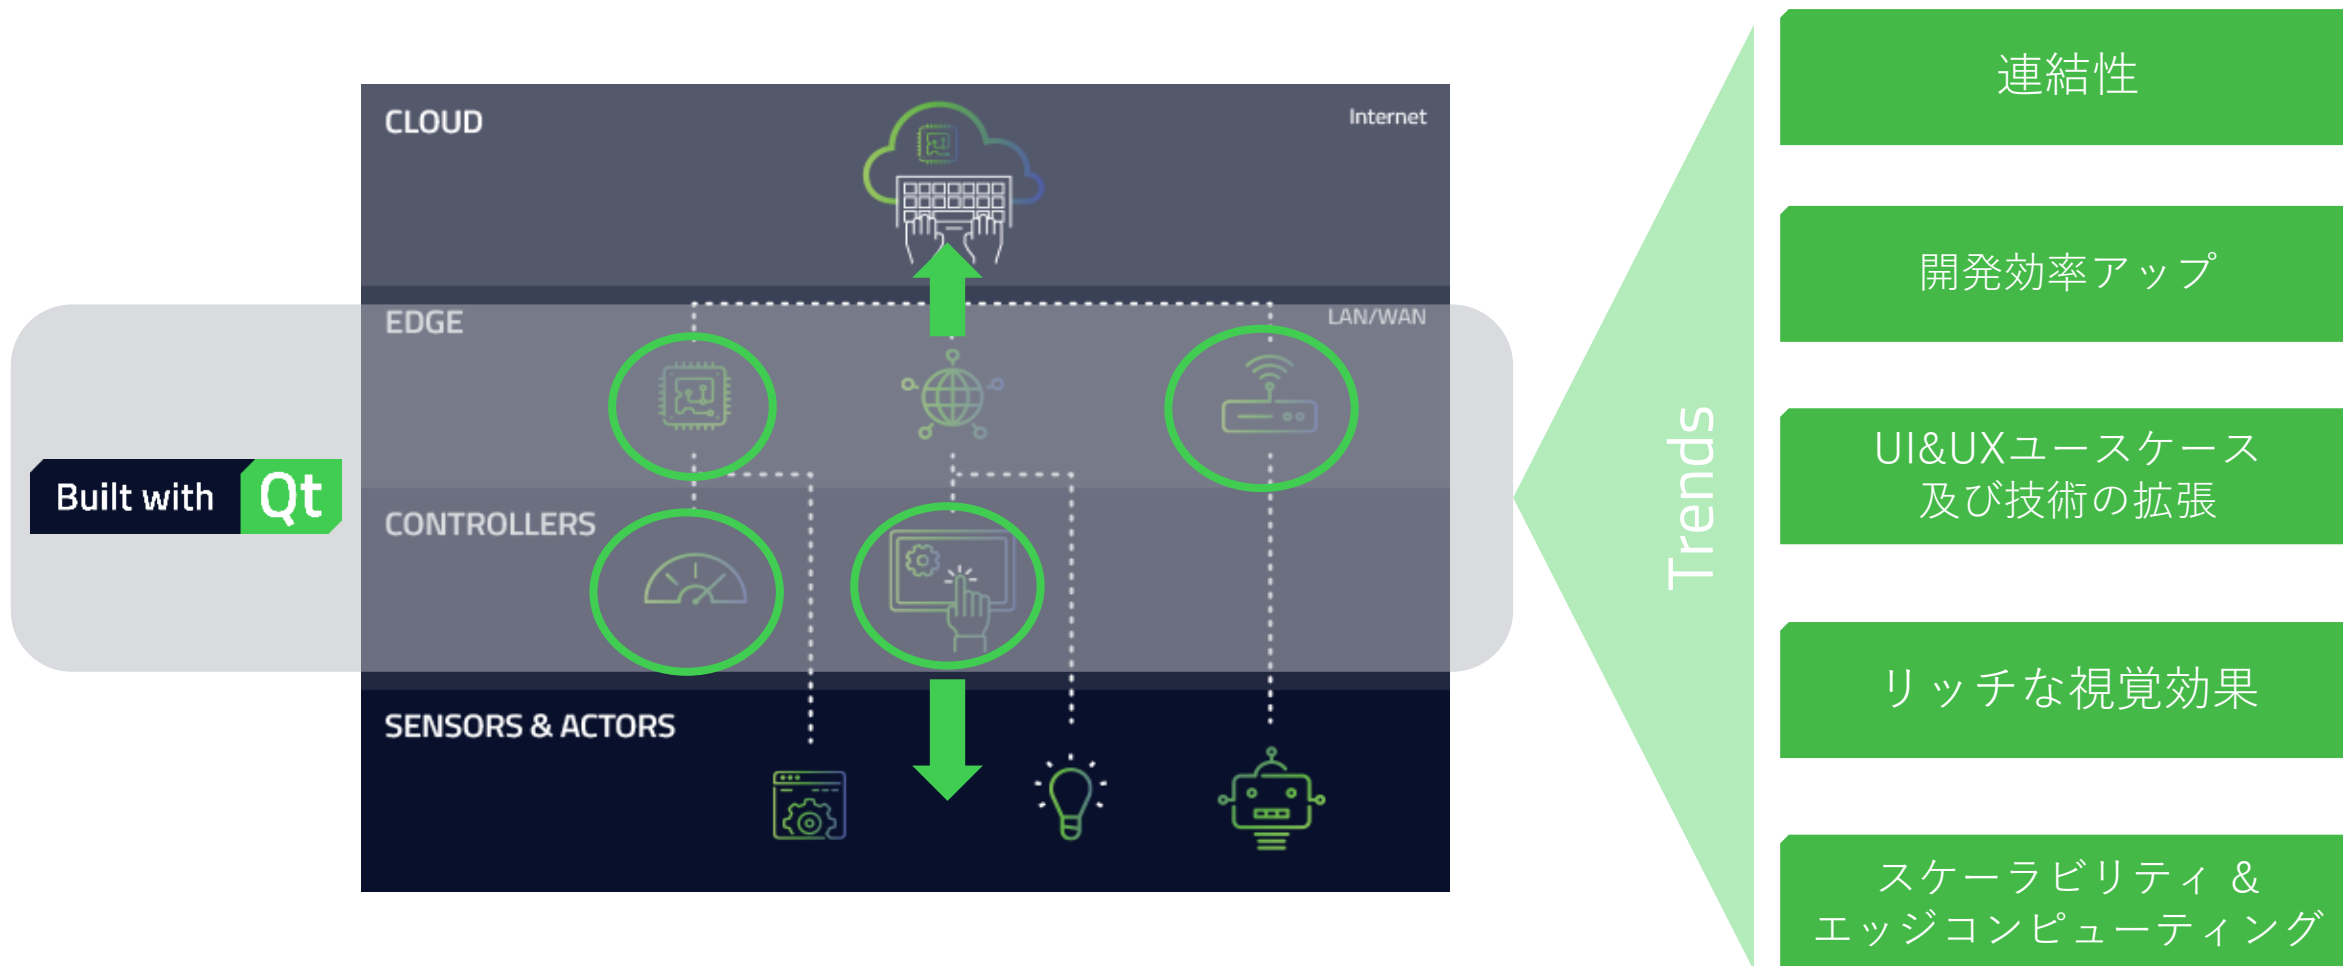 CLOUD
Internet
EDGE
LAN/WAN
Built with Qt
CONTROLLERS
SENSORS & ACTORS
Trends
連結性
開発効率アップ
UI&UXユースケース
及び技術の拡張
リッチな視覚効果
スケーラビリティ &
エッジコンピューティング